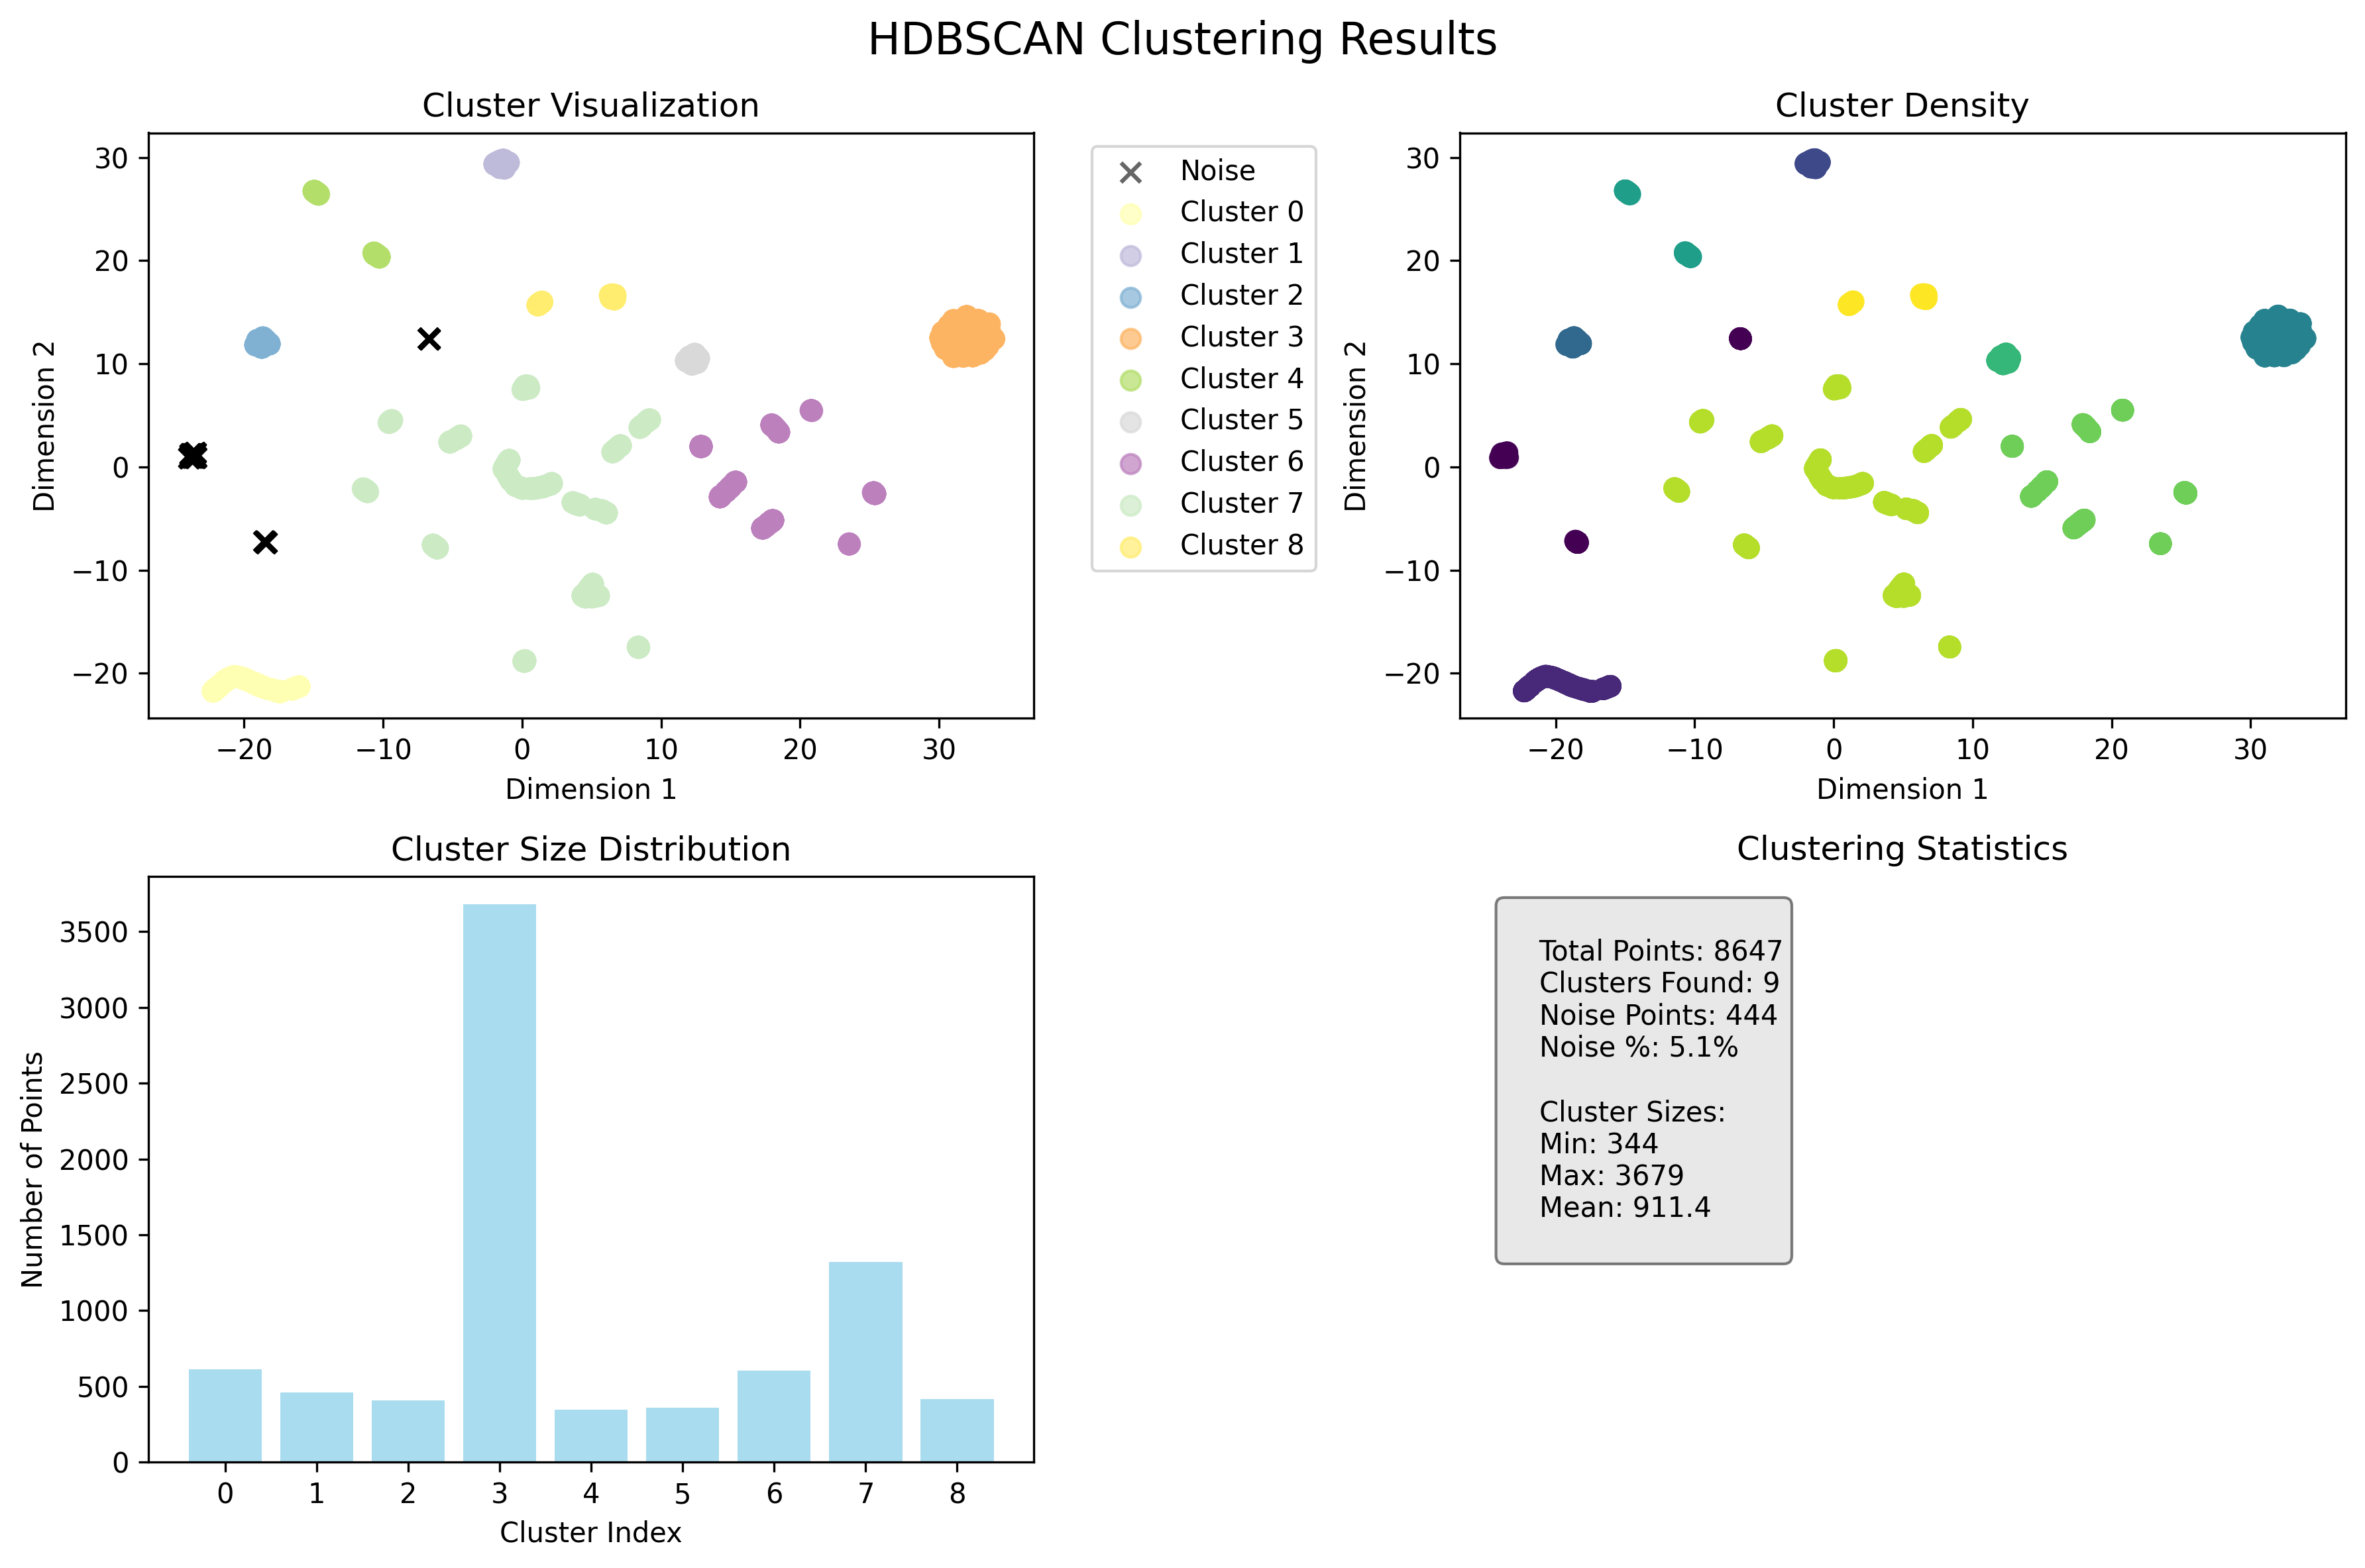 HDBSCAN Clustering Results
Cluster Visualization
30
20
10
0
−10
−20
Dimension 2
−20 −10 0 10 20 30
Dimension 1
Noise
Cluster 0
Cluster 1
Cluster 2
Cluster 3
Cluster 4
Cluster 5
Cluster 6
Cluster 7
Cluster 8
Cluster Density
30
20
10
0
−10
−20
Dimension 2
−20 −10 0 10 20 30
Dimension 1
Cluster Size Distribution
3500
3000
2500
2000
1500
1000
500
0
Number of Points
0 1 2 3 4 5 6 7 8
Cluster Index
Clustering Statistics
Total Points: 8647
Clusters Found: 9
Noise Points: 444
Noise %: 5.1%
Cluster Sizes:
Min: 344
Max: 3679
Mean: 911.4